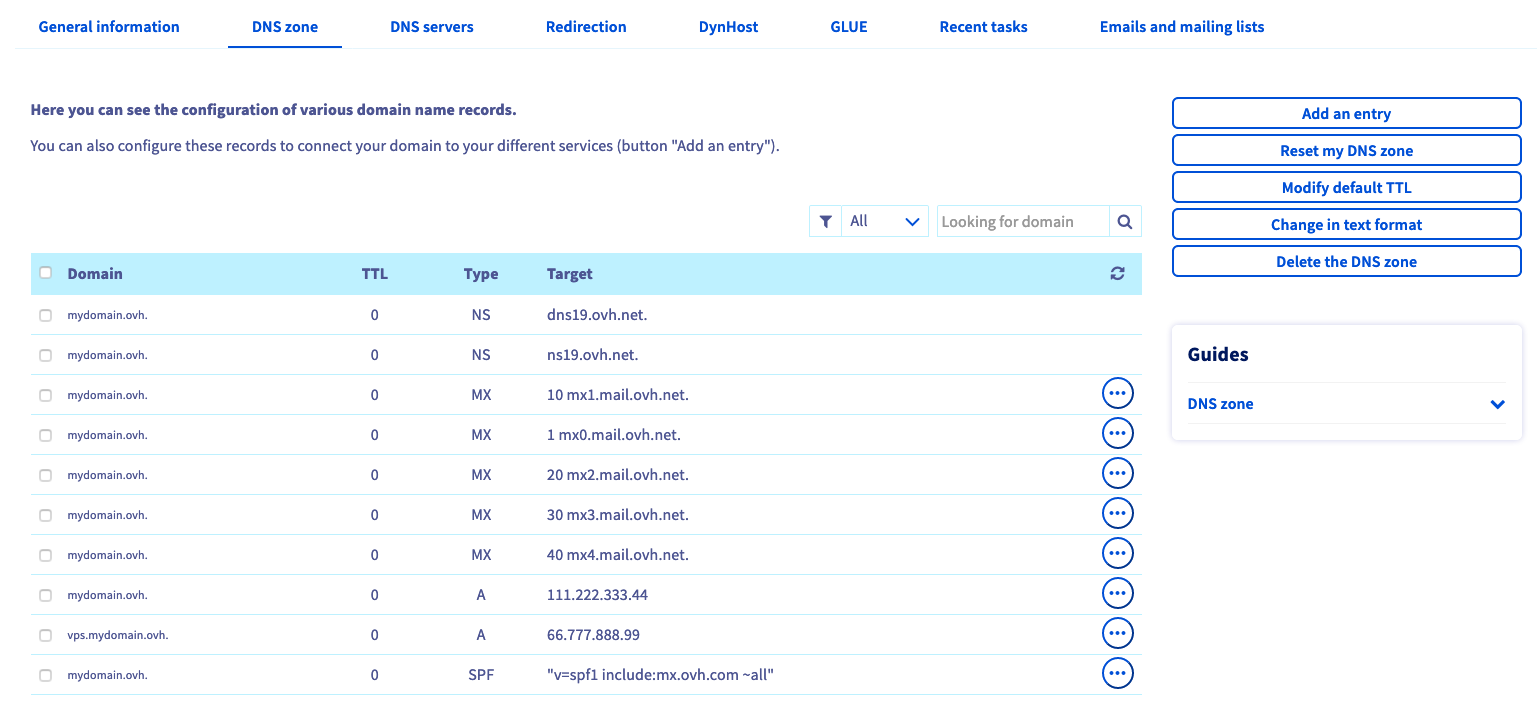 General information DNS zone DNS servers Redirection DynHost GLUE Recent tasks Emails and mailing lists
Here you can see the configuration of various domain name records.
You can also configure these records to connect your domain to your different services (button "Add an entry").
Add an entry
Reset my DNS zone
Modify default TTL
Change in text format
Delete the DNS zone
All Looking for domain
Domain TTL Type Target
mydomain.ovh. 0 NS dns19.ovh.net.
mydomain.ovh. 0 NS ns19.ovh.net.
mydomain.ovh. 0 MX 10 mx1.mail.ovh.net.
mydomain.ovh. 0 MX 1 mx0.mail.ovh.net.
mydomain.ovh. 0 MX 20 mx2.mail.ovh.net.
mydomain.ovh. 0 MX 30 mx3.mail.ovh.net.
mydomain.ovh. 0 MX 40 mx4.mail.ovh.net.
mydomain.ovh. 0 A 111.222.333.44
vps.mydomain.ovh. 0 A 66.777.888.99
mydomain.ovh. 0 SPF "v=spf1 include:mx.ovh.com ~all"
Guides
DNS zone